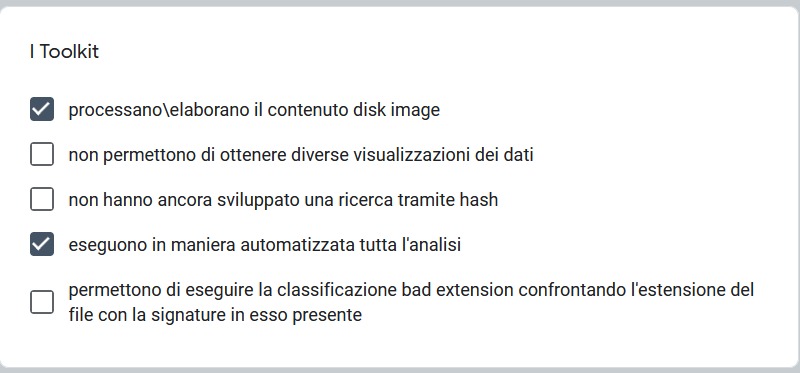 I Toolkit
processano\elaborano il contenuto disk image
non permettono di ottenere diverse visualizzazioni dei dati
non hanno ancora sviluppato una ricerca tramite hash
eseguono in maniera automatizzata tutta l'analisi
permettono di eseguire la classificazione bad extension confrontando l'estensione del
file con la signature in esso presente